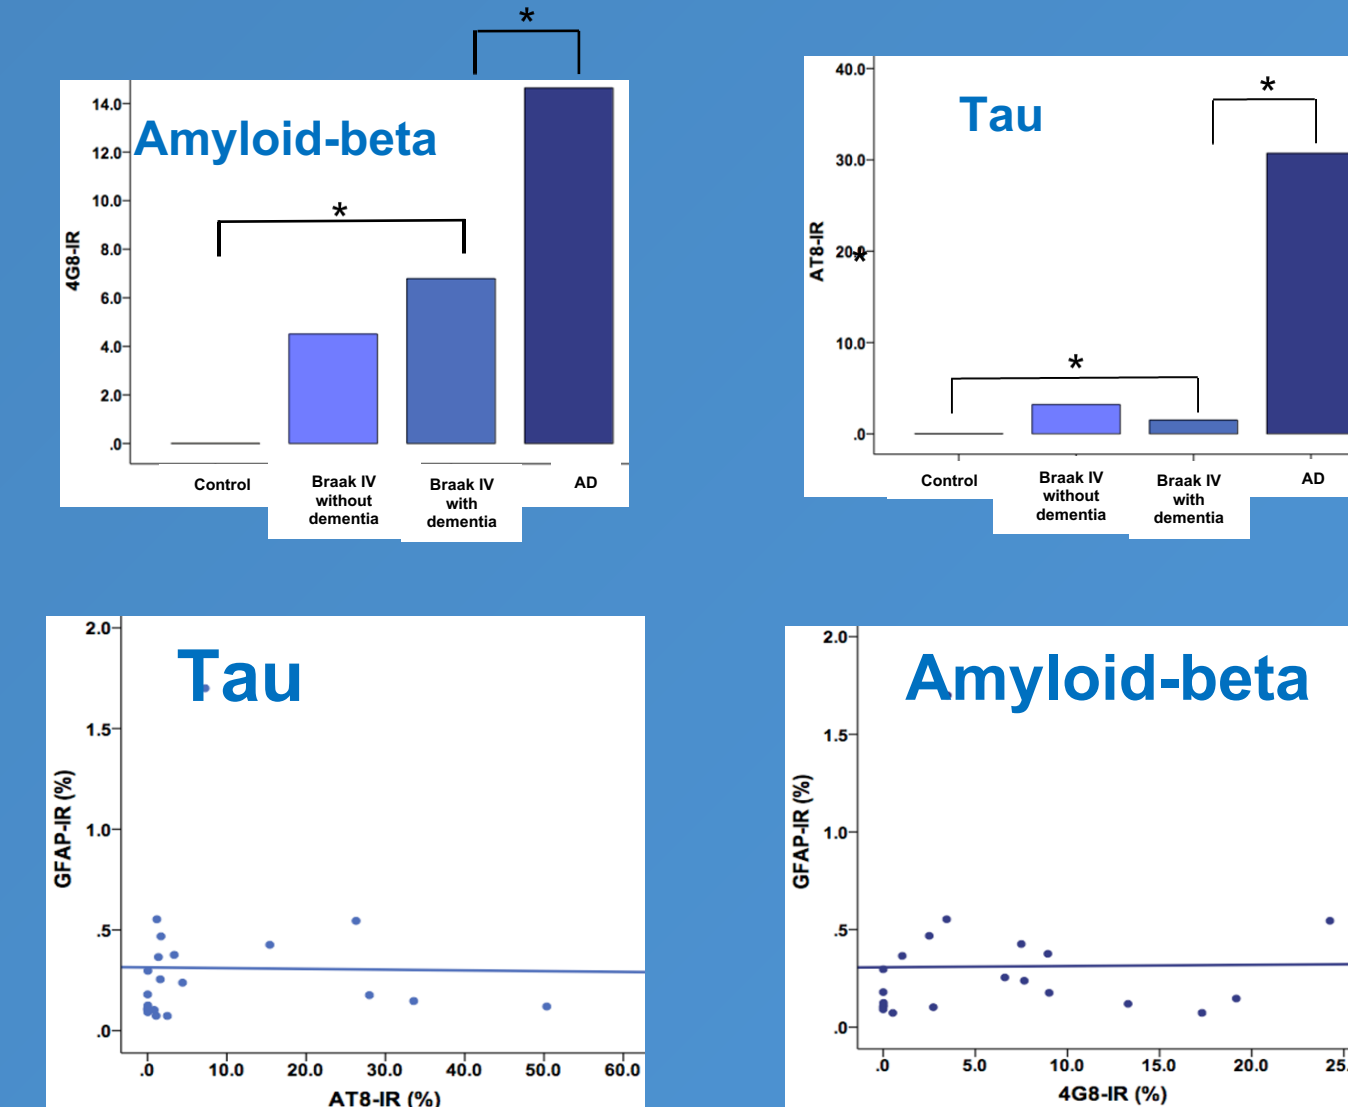 *
Amyloid-beta
14.0
12.0
10.0
8.0
6.0
4.0
2.0
.0
4G8-IR
*
Control
Braak IV
without
dementia
Braak IV
with
dementia
AD
Tau
*
40.0
30.0
20.0
10.0
.0
AT8-IR
*
*
Control
Braak IV
without
dementia
Braak IV
with
dementia
AD
Tau
2.0
1.5
1.0
.5
.0
GFAP-IR (%)
.0 10.0 20.0 30.0 40.0 50.0 60.0
AT8-IR (%)
Amyloid-beta
2.0
1.5
1.0
.5
.0
GFAP-IR (%)
.0 5.0 10.0 15.0 20.0 25.
4G8-IR (%)